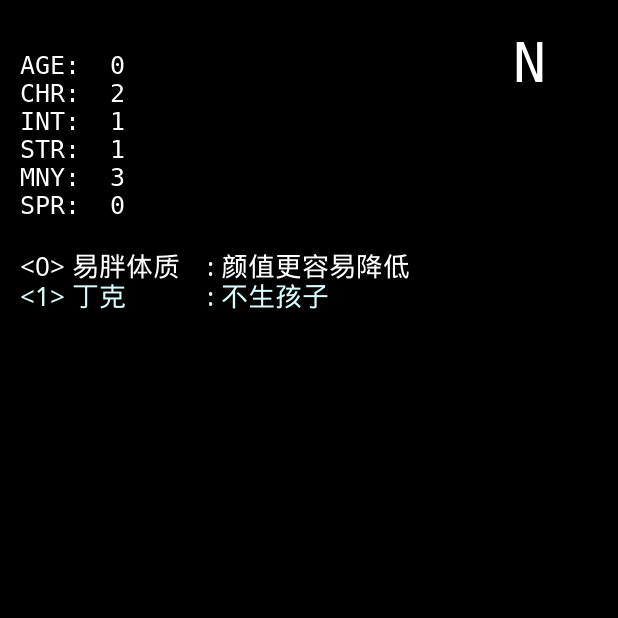 N
AGE: 0
CHR: 2
INT: 1
STR: 1
MNY: 3
SPR: 0
<0> 易胖体质 : 颜值更容易降低
<1> 丁克 : 不生孩子